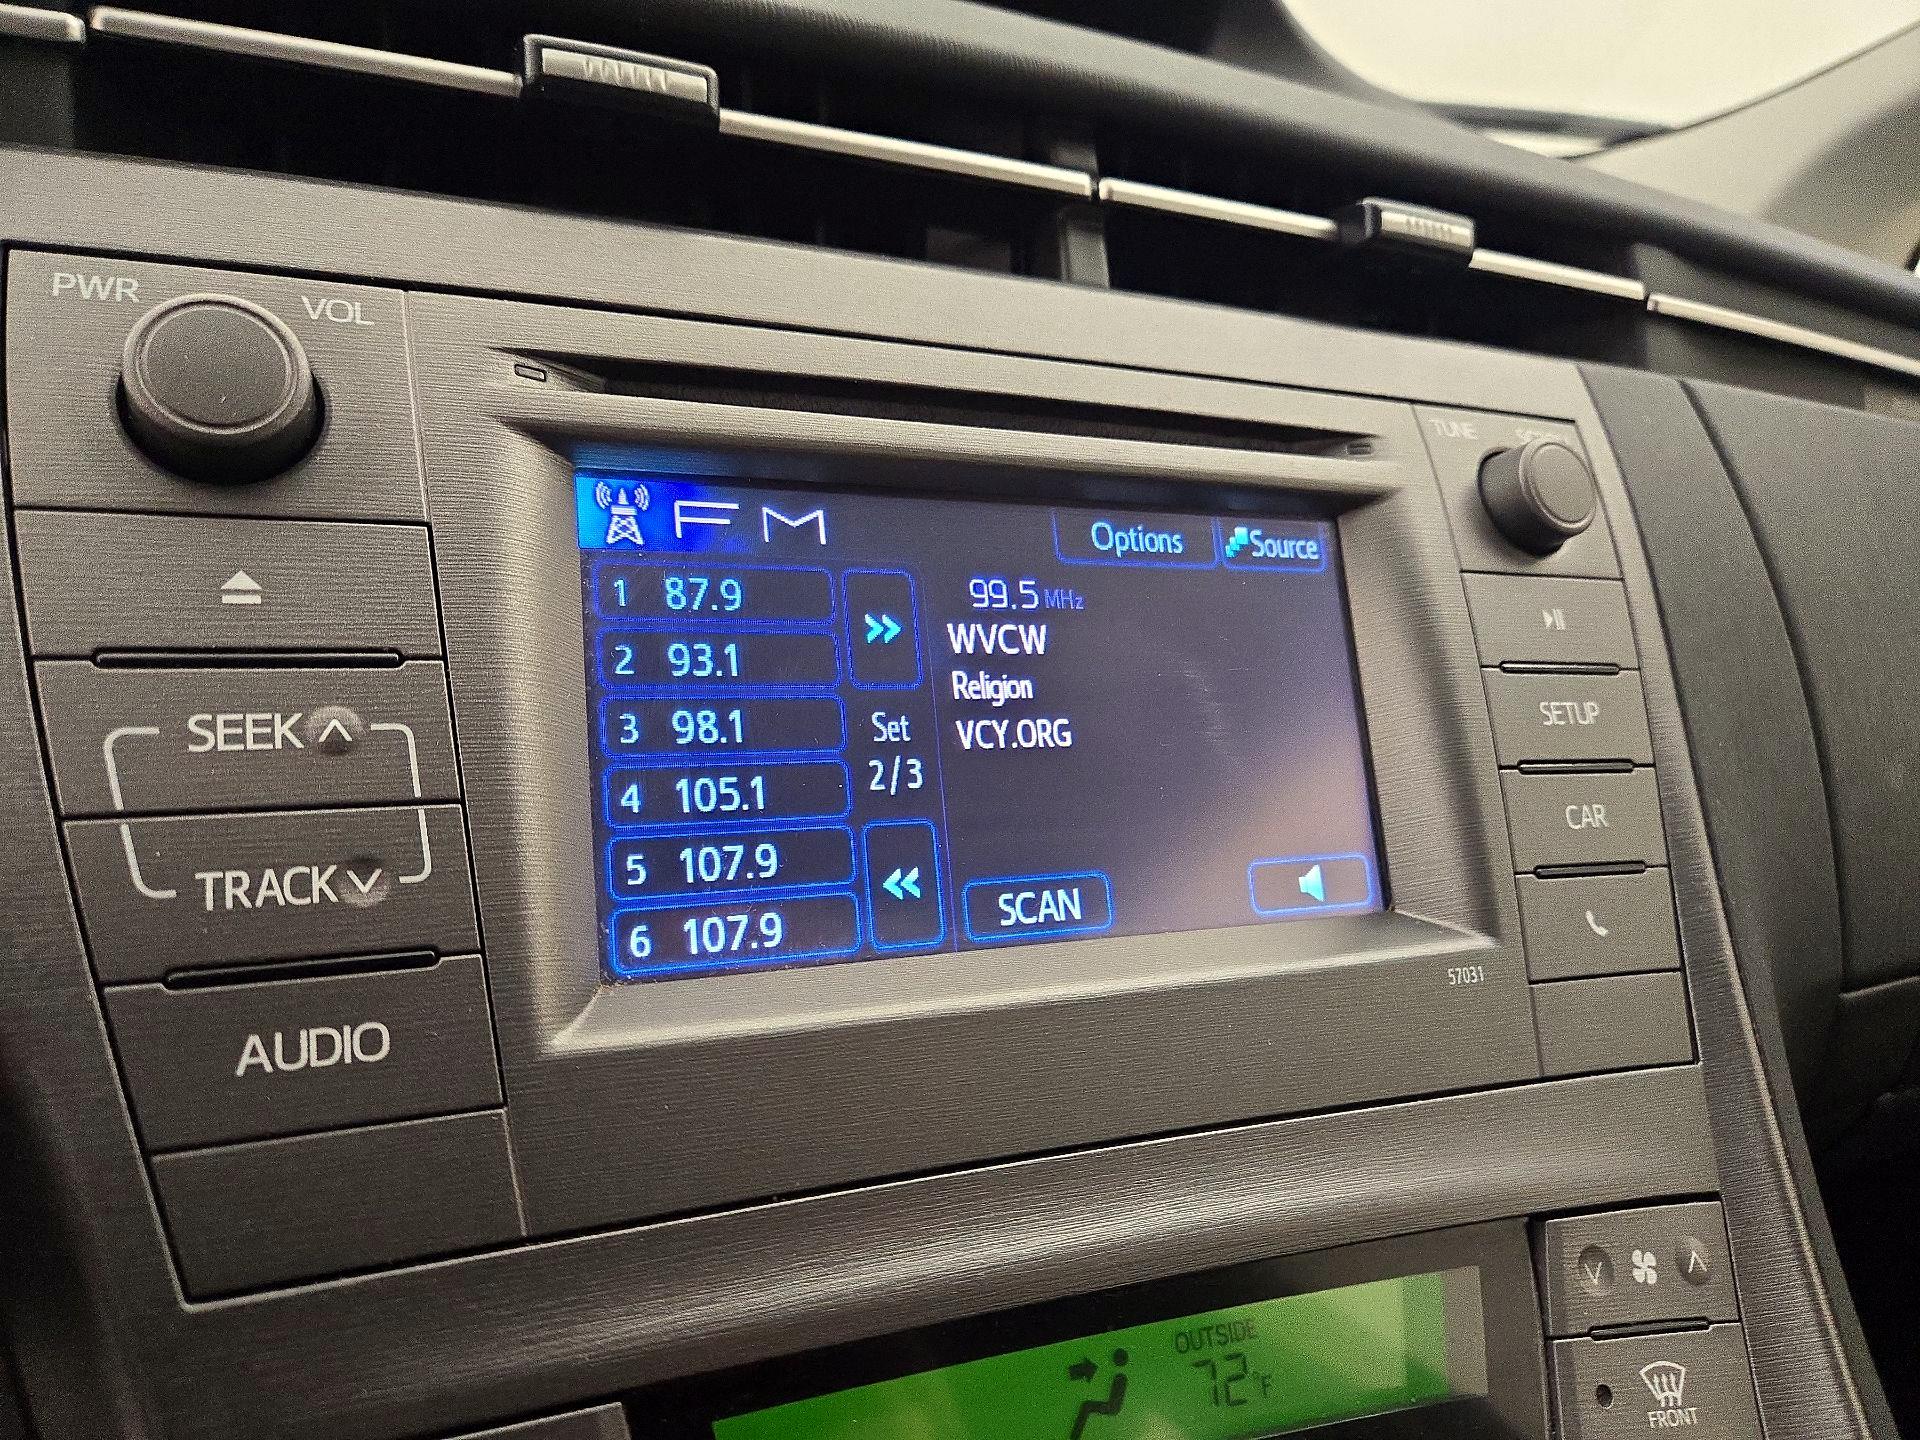 PWR
VOL
TUNE
FM
Options
Source
1 87.9
2 93.1
3 98.1
4 105.1
5 107.9
6 107.9
Set
2/3
99.5 MHz
WVCW
Religion
VCY.ORG
SCAN
SEEK
TRACK
AUDIO
SETUP
CAR
57031
OUTSIDE
72°F
FRONT